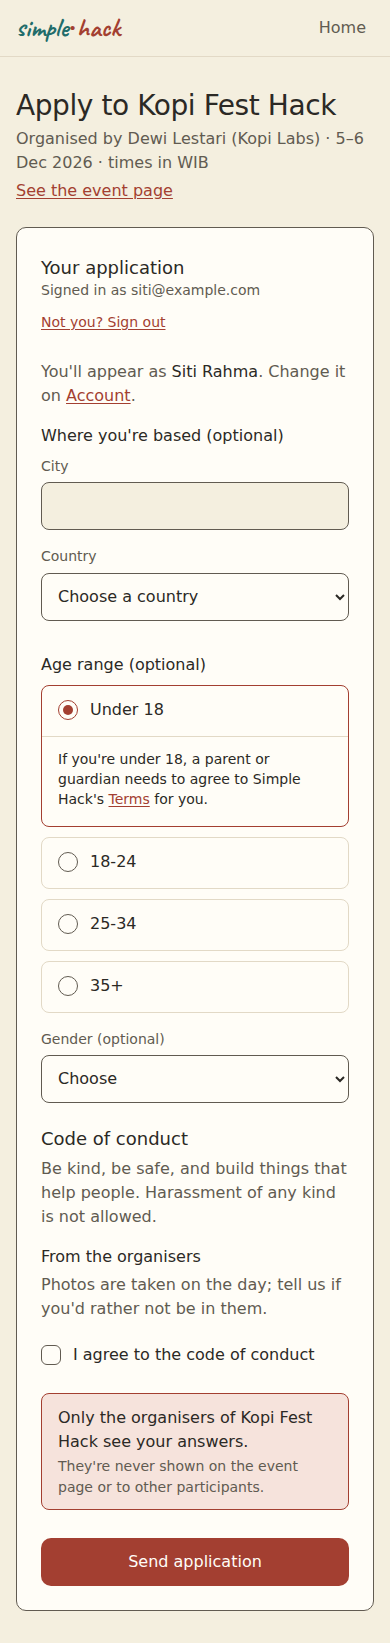 simple·hack
Home
Apply to Kopi Fest Hack
Organised by Dewi Lestari (Kopi Labs) · 5–6
Dec 2026 · times in WIB
See the event page
Your application
Signed in as siti@example.com
Not you? Sign out
You'll appear as Siti Rahma. Change it
on Account.
Where you're based (optional)
City
Country
Choose a country
Age range (optional)
Under 18
If you're under 18, a parent or
guardian needs to agree to Simple
Hack's Terms for you.
18-24
25-34
35+
Gender (optional)
Choose
Code of conduct
Be kind, be safe, and build things that
help people. Harassment of any kind
is not allowed.
From the organisers
Photos are taken on the day; tell us if
you'd rather not be in them.
I agree to the code of conduct
Only the organisers of Kopi Fest
Hack see your answers.
They're never shown on the event
page or to other participants.
Send application